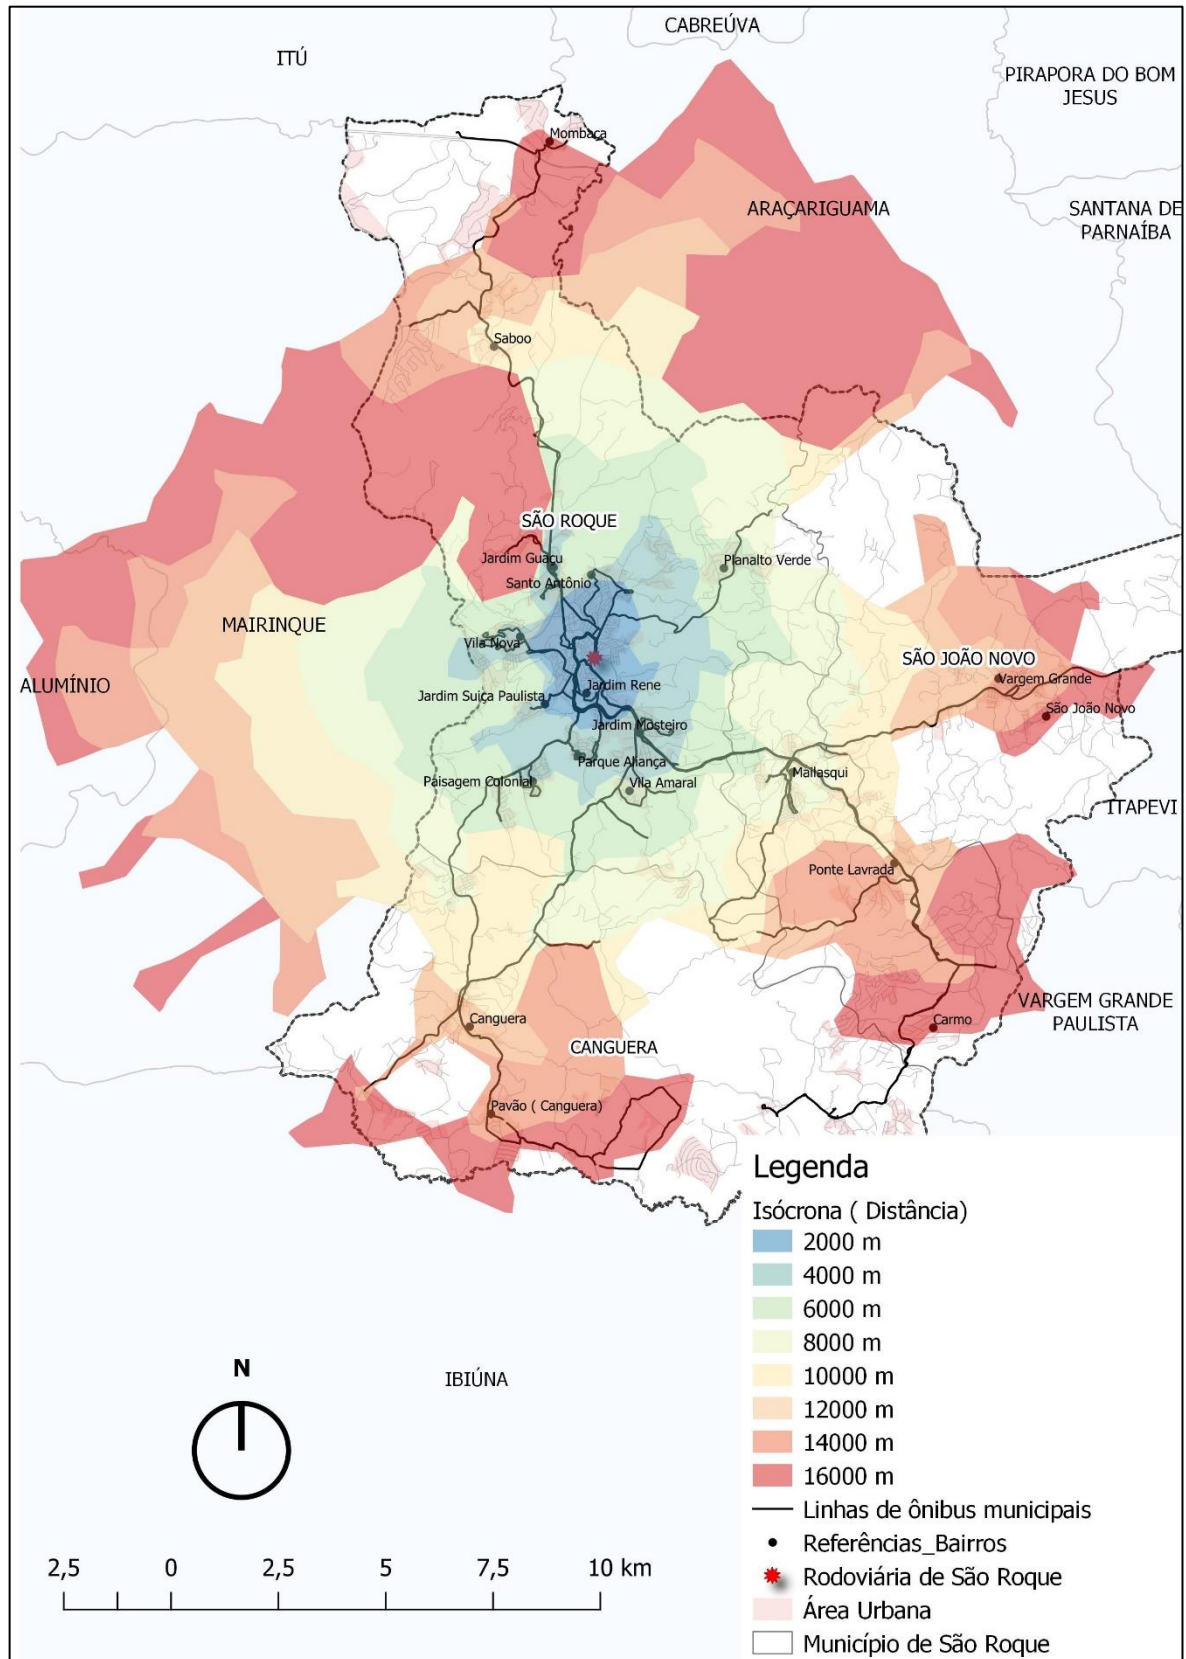 CABREÚVA
ITÚ
PIRAPORA DO BOM
JESUS
Mombaça
ARAÇARIGUAMA
SANTANA DE
PARNAÍBA
Saboo
SÃO ROQUE
Jardim Guaçu
Planalto Verde
Santo Antônio
MAIRINQUE
Vila Nova
SÃO JOÃO NOVO
Vargem Grande
ALUMÍNIO
Jardim Rene
Jardim Suiça Paulista
São João Novo
Jardim Mosteiro
Parque Aliança
Mailasqui
Paisagem Colonial
Vila Amaral
ITAPEVI
Ponte Lavrada
VARGEM GRANDE
PAULISTA
Canguera
Carmo
CANGUERA
Pavão ( Canguera)
Legenda
Isócrona ( Distância)
2000 m
4000 m
6000 m
8000 m
10000 m
12000 m
14000 m
16000 m
Linhas de ônibus municipais
Referências_Bairros
Rodoviária de São Roque
Área Urbana
Município de São Roque
N
IBIÚNA
2,5 0 2,5 5 7,5 10 km